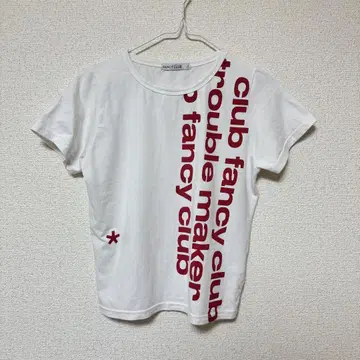 club fancy club
trouble maker
b fancy club
*